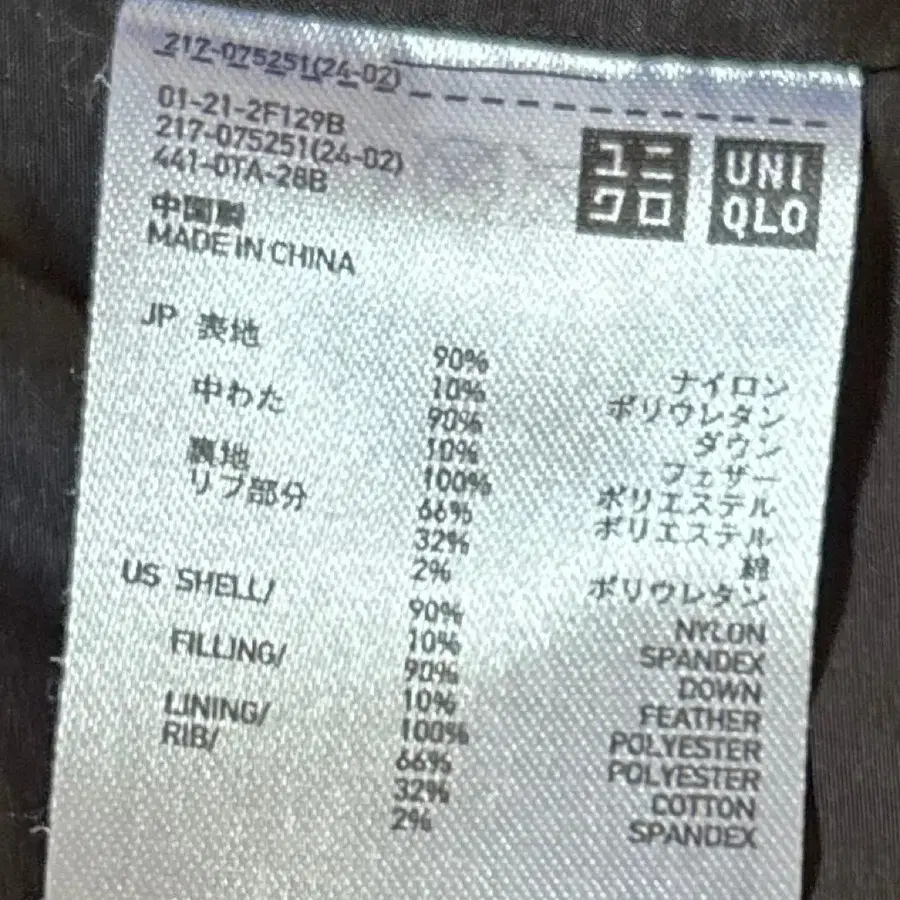 217-075251(24-02)
01-21-2F129B
217-075251(24-02)
441-0TA-28B
ユニ
クロ
UNI
QLO
中国製
MADE IN CHINA
JP 表地 90% ナイロン
10% ポリウレタン
中わた 90% ダウン
10% フェザー
裏地 100% ポリエステル
リブ部分 66% ポリエステル
32% 綿
2% ポリウレタン
US SHELL/ 90% NYLON
10% SPANDEX
FILLING/ 90% DOWN
10% FEATHER
LINING/ 100% POLYESTER
RIB/ 66% POLYESTER
32% COTTON
2% SPANDEX